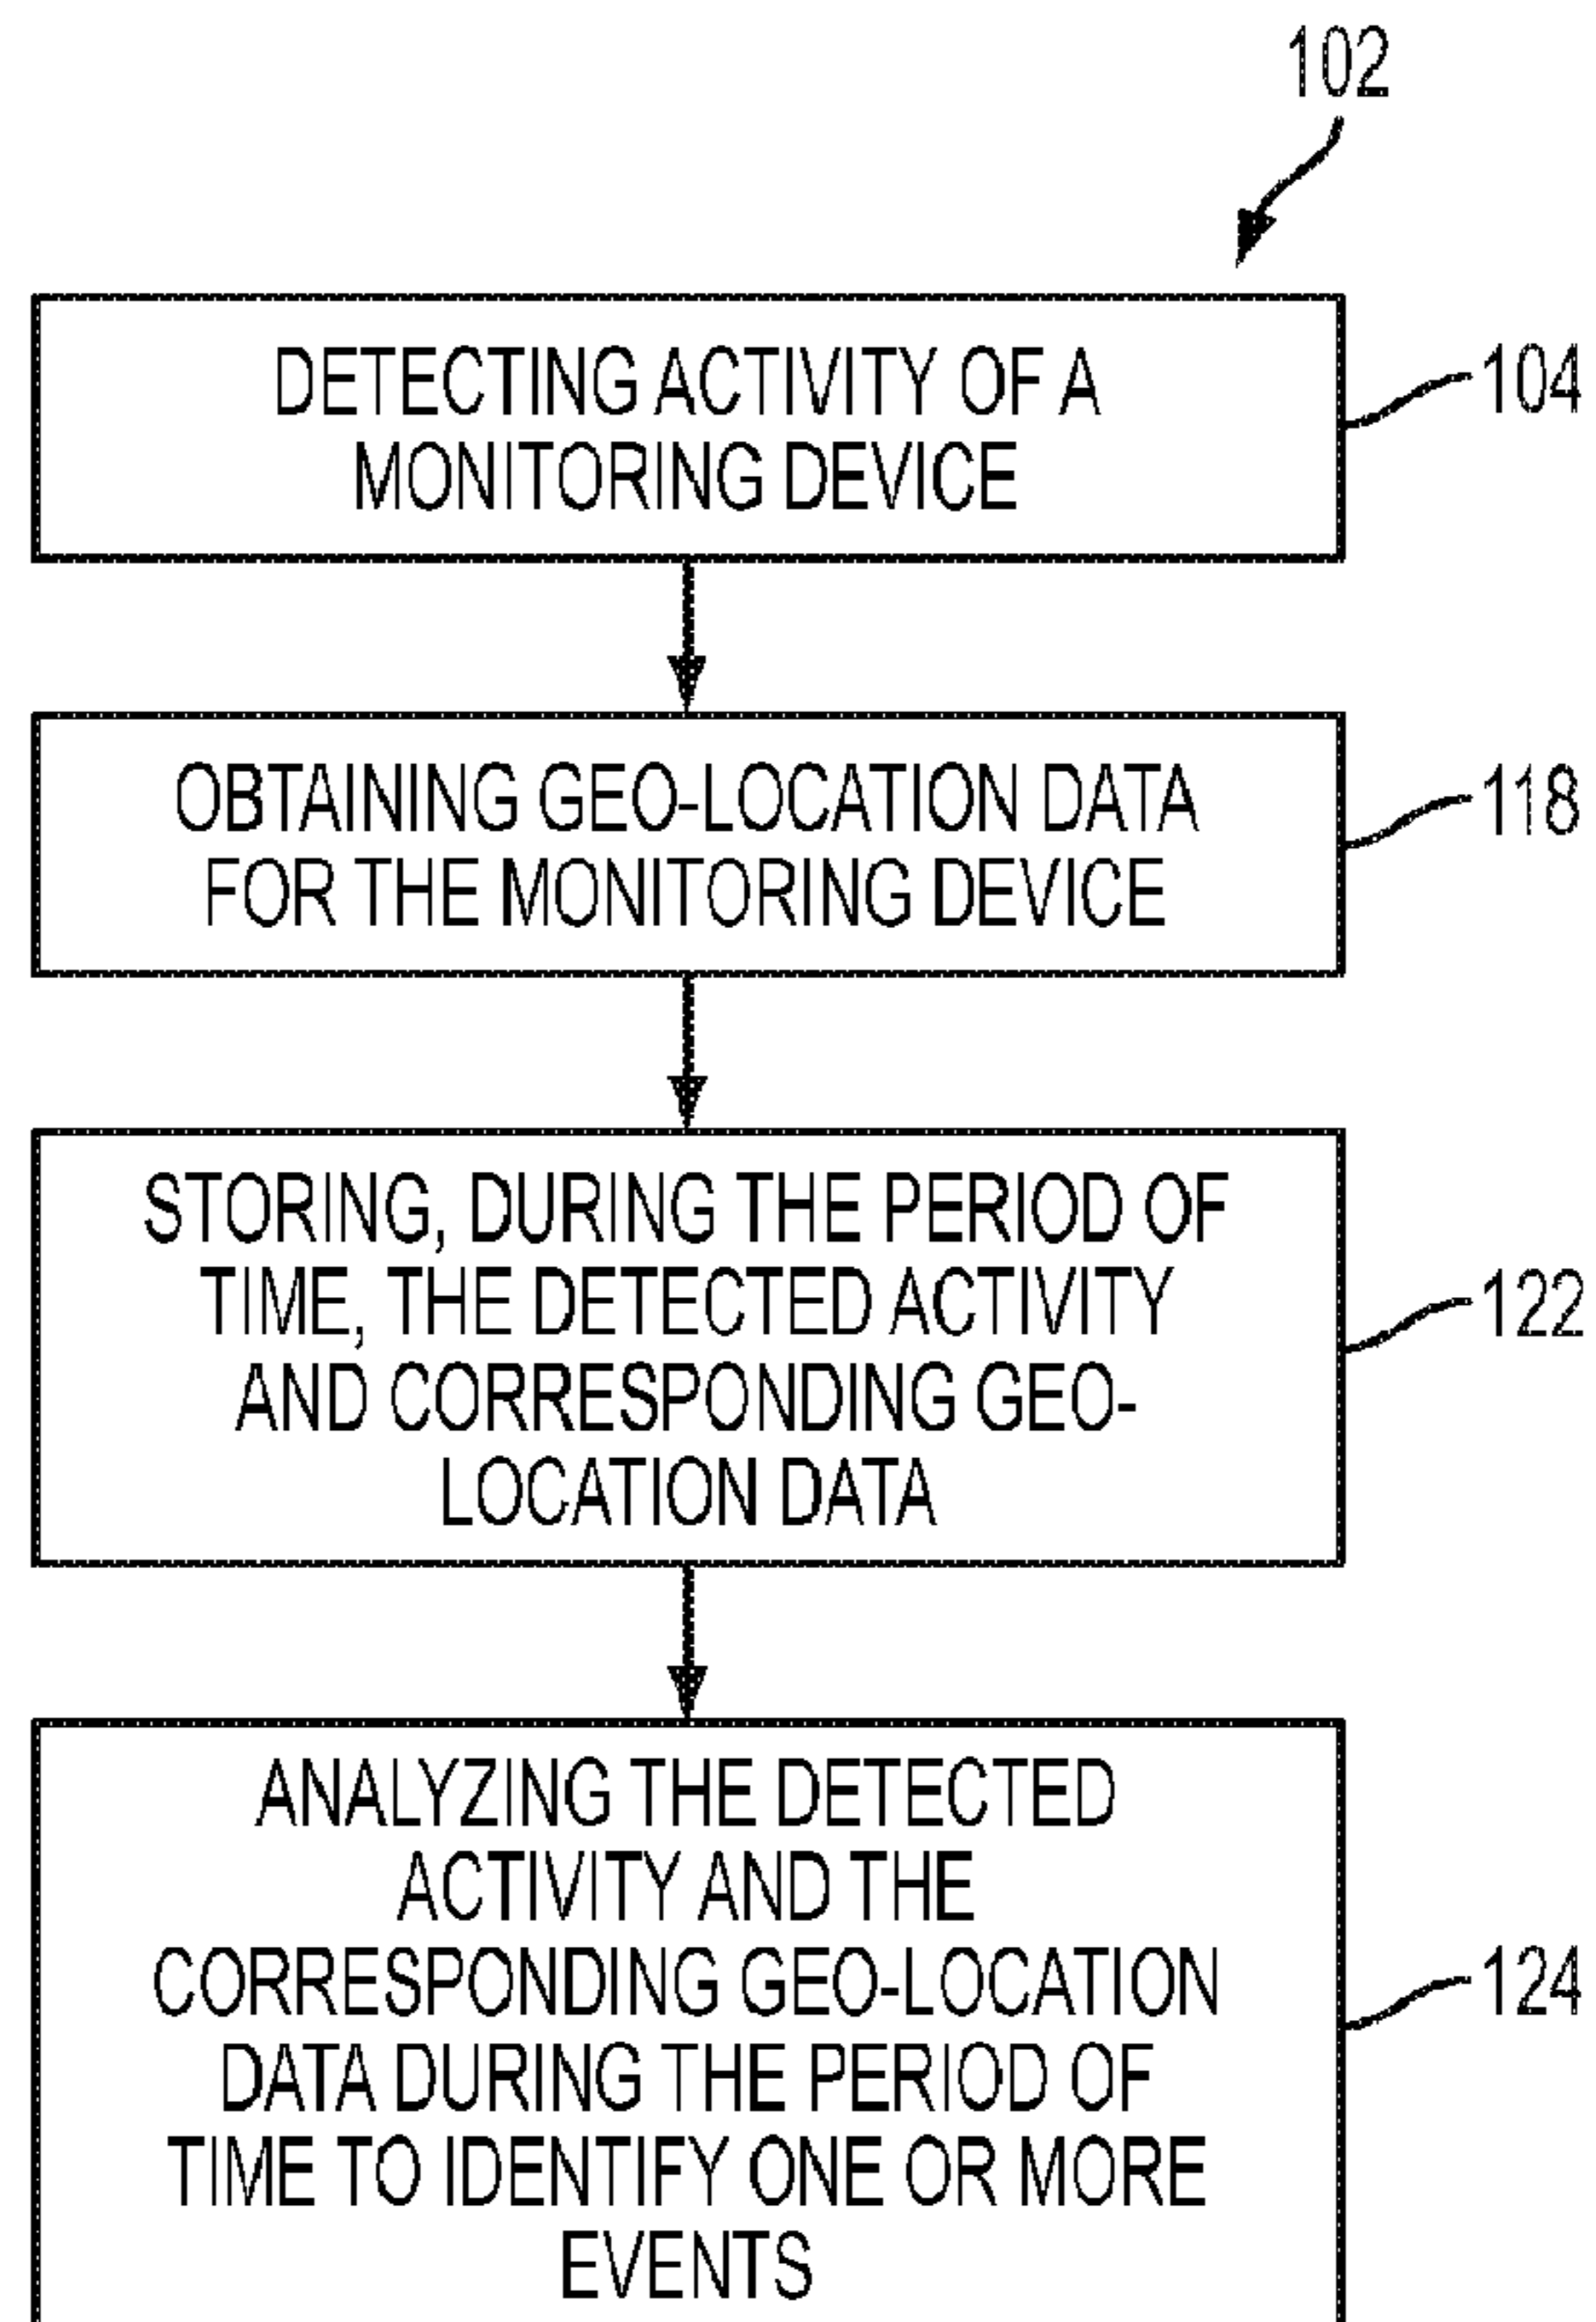 102
DETECTING ACTIVITY OF A
MONITORING DEVICE
104
OBTAINING GEO-LOCATION DATA
FOR THE MONITORING DEVICE
118
STORING, DURING THE PERIOD OF
TIME, THE DETECTED ACTIVITY
AND CORRESPONDING GEO-
LOCATION DATA
122
ANALYZING THE DETECTED
ACTIVITY AND THE
CORRESPONDING GEO-LOCATION
DATA DURING THE PERIOD OF
TIME TO IDENTIFY ONE OR MORE
EVENTS
124